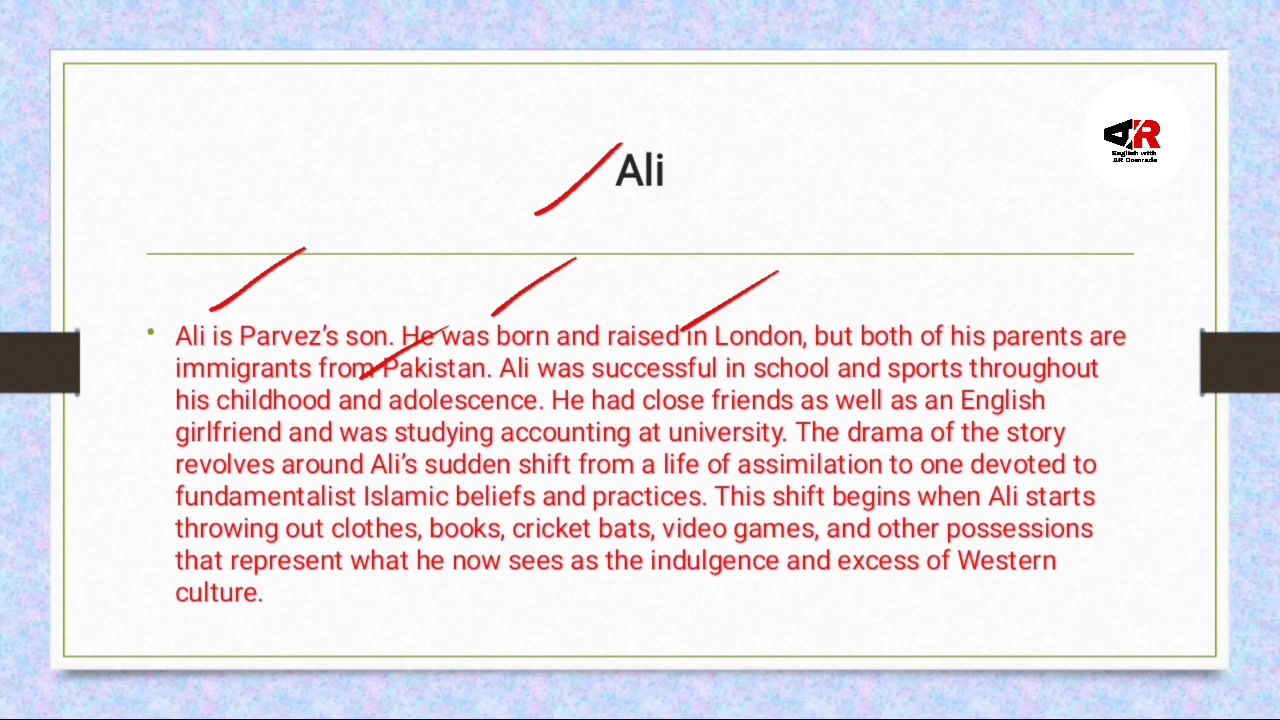 AR
English with
AR Comrade
Ali
Ali is Parvez's son. He was born and raised in London, but both of his parents are
immigrants from Pakistan. Ali was successful in school and sports throughout
his childhood and adolescence. He had close friends as well as an English
girlfriend and was studying accounting at university. The drama of the story
revolves around Ali's sudden shift from a life of assimilation to one devoted to
fundamentalist Islamic beliefs and practices. This shift begins when Ali starts
throwing out clothes, books, cricket bats, video games, and other possessions
that represent what he now sees as the indulgence and excess of Western
culture.